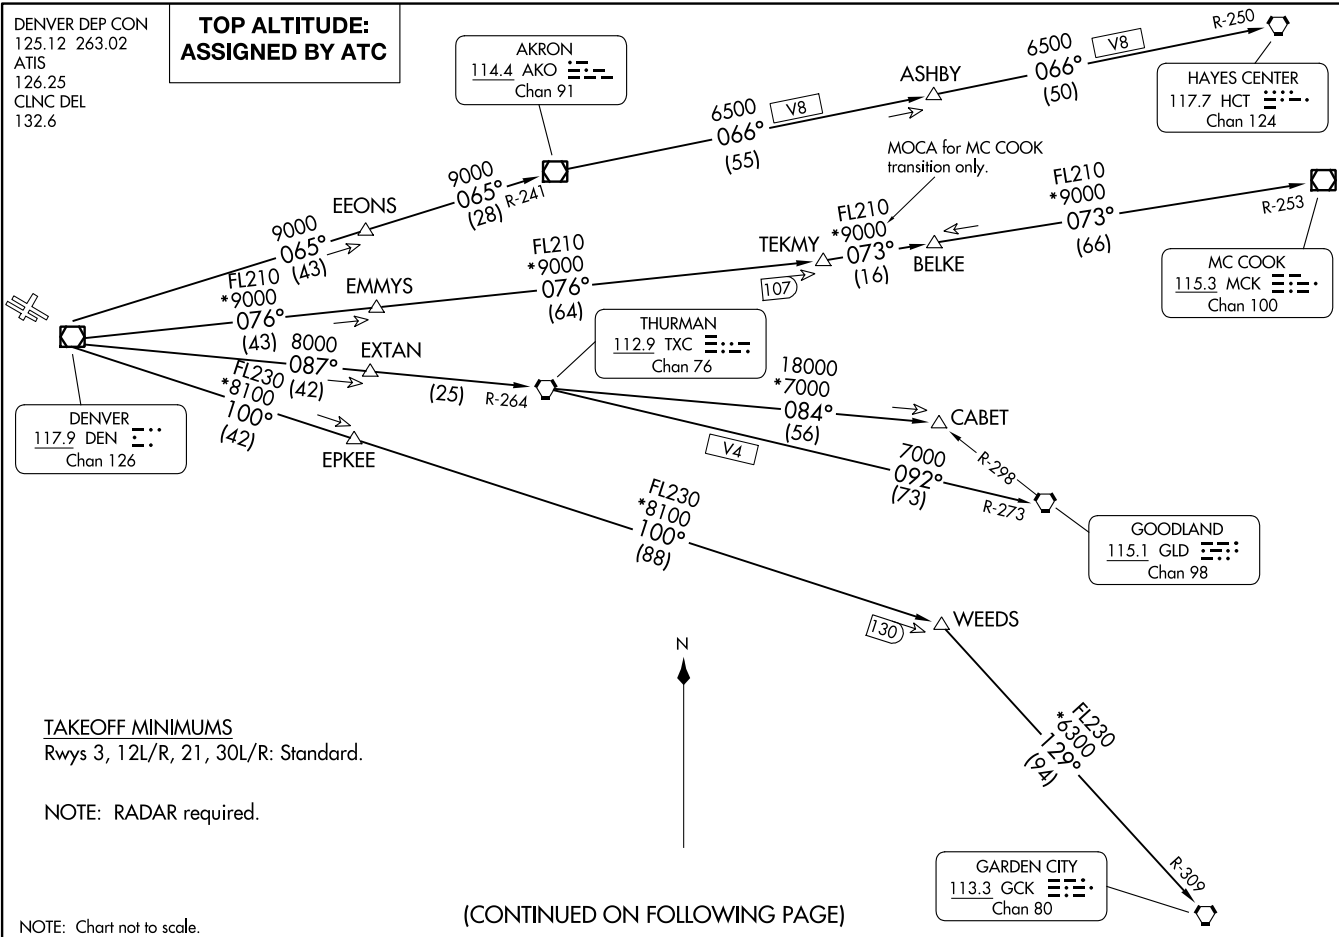 DENVER DEP CON
125.12 263.02
ATIS
126.25
CLNC DEL
132.6
TOP ALTITUDE:
ASSIGNED BY ATC
AKRON
114.4 AKO
Chan 91
6500
V8
066°
(55)
ASHBY
6500
V8
066°
(50)
R-250
HAYES CENTER
117.7 HCT
Chan 124
MOCA for MC COOK
transition only.
9000
065°
(28)
R-241
EEONS
9000
065°
(43)
FL210
*9000
076°
(43)
EMMYS
FL210
*9000
076°
(64)
TEKMY
107
FL210
*9000
073°
(16)
BELKE
FL210
*9000
073°
(66)
R-253
MC COOK
115.3 MCK
Chan 100
THURMAN
112.9 TXC
Chan 76
8000
087°
(42)
EXTAN
(25)
R-264
18000
*7000
084°
(56)
CABET
V4
7000
092°
(73)
R-298
R-273
GOODLAND
115.1 GLD
Chan 98
DENVER
117.9 DEN
Chan 126
FL230
*8100
100°
(42)
EPKEE
FL230
*8100
100°
(88)
130
WEEDS
N
FL230
*6300
129°
(94)
R-309
GARDEN CITY
113.3 GCK
Chan 80
TAKEOFF MINIMUMS
Rwys 3, 12L/R, 21, 30L/R: Standard.
NOTE: RADAR required.
NOTE: Chart not to scale.
(CONTINUED ON FOLLOWING PAGE)